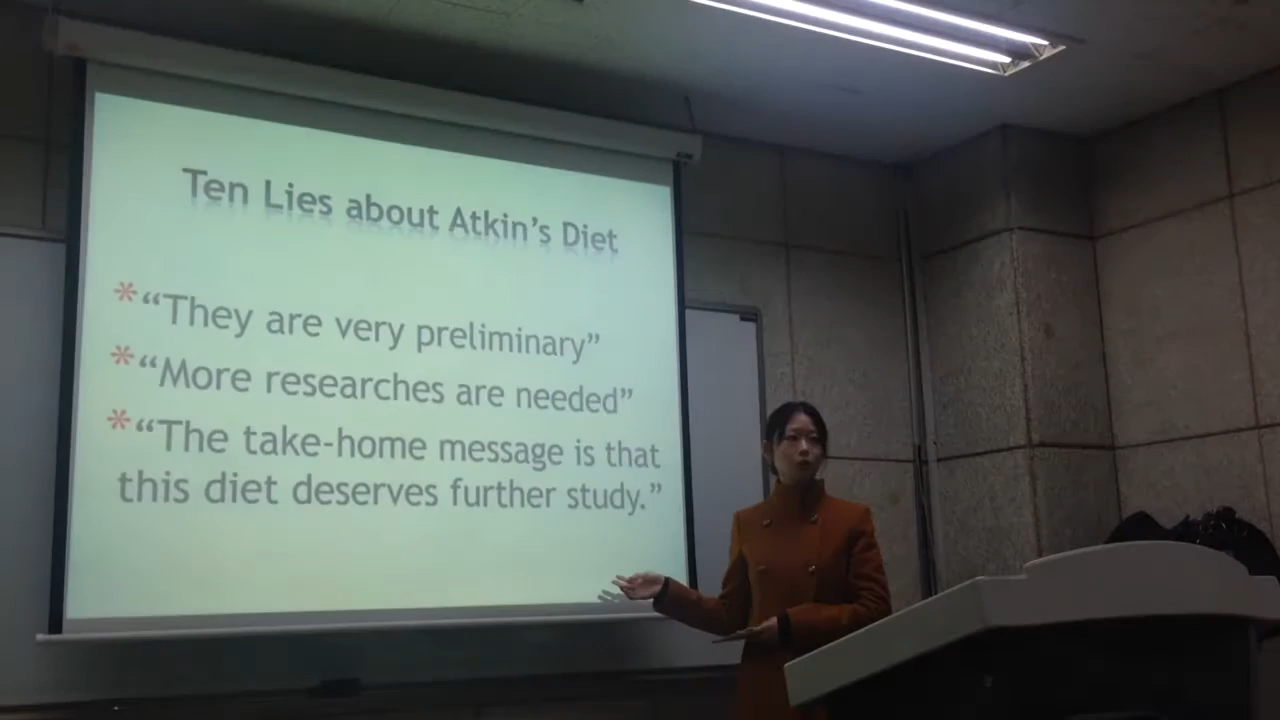 Ten Lies about Atkin's Diet
*“They are very preliminary”
*“More researches are needed”
*“The take-home message is that
this diet deserves further study.”